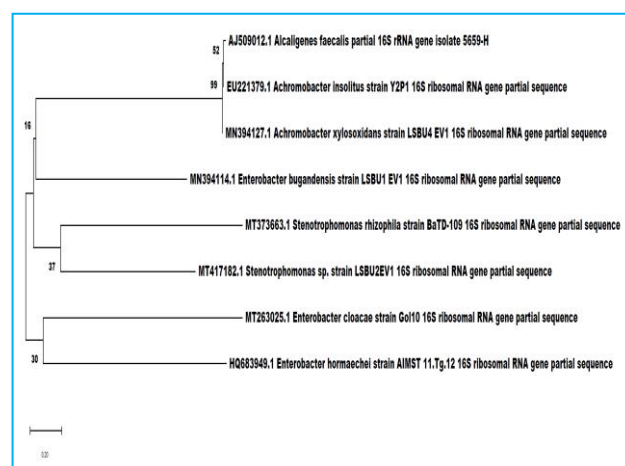 AJ509012.1 Alcaligenes faecalis partial 16S rRNA gene isolate 5659-H
52
99
EU221379.1 Achromobacter insolitus strain Y2P1 16S ribosomal RNA gene partial sequence
16
MN394127.1 Achromobacter xylosoxidans strain LSBU4 EV1 16S ribosomal RNA gene partial sequence
MN394114.1 Enterobacter bugandensis strain LSBU1 EV1 16S ribosomal RNA gene partial sequence
MT373663.1 Stenotrophomonas rhizophila strain BaTD-109 16S ribosomal RNA gene partial sequence
37
MT417182.1 Stenotrophomonas sp. strain LSBU2EV1 16S ribosomal RNA gene partial sequence
MT263025.1 Enterobacter cloacae strain Gol10 16S ribosomal RNA gene partial sequence
30
HQ683949.1 Enterobacter hormaechei strain AIMST 11.Tg.12 16S ribosomal RNA gene partial sequence
0.20